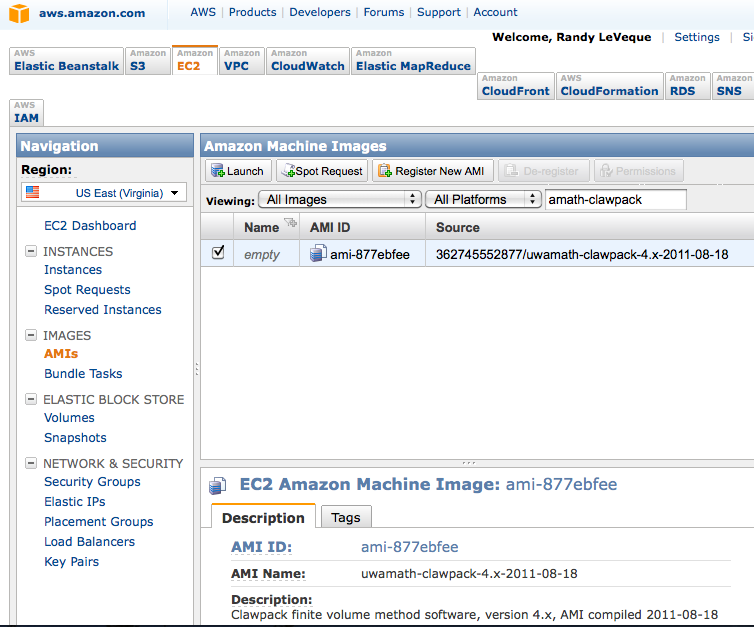 aws.amazon.com AWS | Products | Developers | Forums | Support | Account
Welcome, Randy LeVeque | Settings |
AWS Elastic Beanstalk
Amazon S3
Amazon EC2
Amazon VPC
Amazon CloudWatch
Amazon Elastic MapReduce
Amazon CloudFront
AWS CloudFormation
Amazon RDS
Amazon SNS
AWS IAM
Navigation
Region:
US East (Virginia)
EC2 Dashboard
INSTANCES
Instances
Spot Requests
Reserved Instances
IMAGES
AMIs
Bundle Tasks
ELASTIC BLOCK STORE
Volumes
Snapshots
NETWORK & SECURITY
Security Groups
Elastic IPs
Placement Groups
Load Balancers
Key Pairs
Amazon Machine Images
Launch Spot Request Register New AMI De-register Permissions
Viewing: All Images All Platforms amath-clawpack
Name AMI ID Source
empty ami-877ebfee 362745552877/uwamath-clawpack-4.x-2011-08-18
EC2 Amazon Machine Image: ami-877ebfee
Description Tags
AMI ID: ami-877ebfee
AMI Name: uwamath-clawpack-4.x-2011-08-18
Description:
Clawpack finite volume method software, version 4.x, AMI compiled 2011-08-18